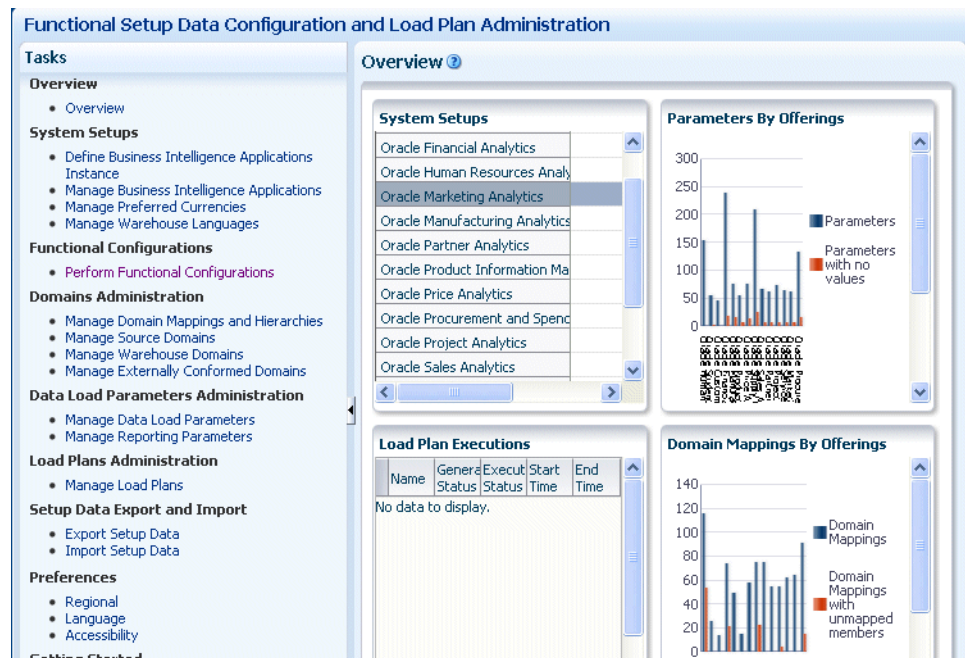 Functional Setup Data Configuration and Load Plan Administration
Tasks
Overview
Overview
System Setups
Define Business Intelligence Applications
Instance
Manage Business Intelligence Applications
Manage Preferred Currencies
Manage Warehouse Languages
Functional Configurations
Perform Functional Configurations
Domains Administration
Manage Domain Mappings and Hierarchies
Manage Source Domains
Manage Warehouse Domains
Manage Externally Conformed Domains
Data Load Parameters Administration
Manage Data Load Parameters
Manage Reporting Parameters
Load Plans Administration
Manage Load Plans
Setup Data Export and Import
Export Setup Data
Import Setup Data
Preferences
Regional
Language
Accessibility
Overview
System Setups
Oracle Financial Analytics
Oracle Human Resources Analy
Oracle Marketing Analytics
Oracle Manufacturing Analytics
Oracle Partner Analytics
Oracle Product Information Ma
Oracle Price Analytics
Oracle Procurement and Spend
Oracle Project Analytics
Oracle Sales Analytics
Parameters By Offerings
300
250
200
150
100
50
0
Parameters
Parameters
with no
values
Load Plan Executions
Name
Genera
Status
Execut
Status
Start
Time
End
Time
No data to display.
Domain Mappings By Offerings
140
120
100
80
60
40
20
0
Domain
Mappings
Domain
Mappings
with
unmapped
members